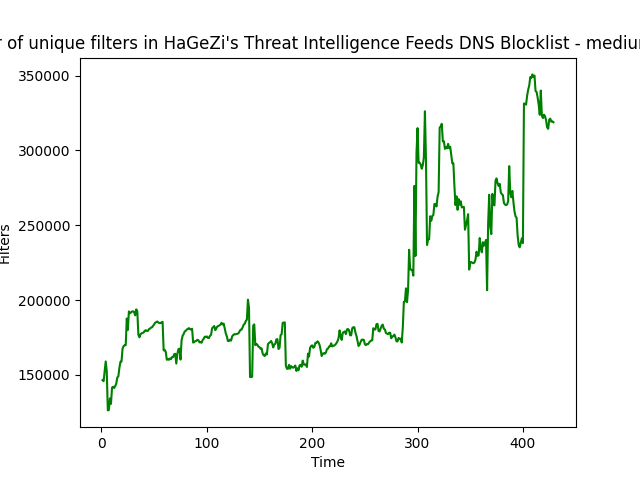 r of unique filters in HaGeZi's Threat Intelligence Feeds DNS Blocklist - mediu
350000
300000
250000
200000
150000
Filters
0 100 200 300 400
Time